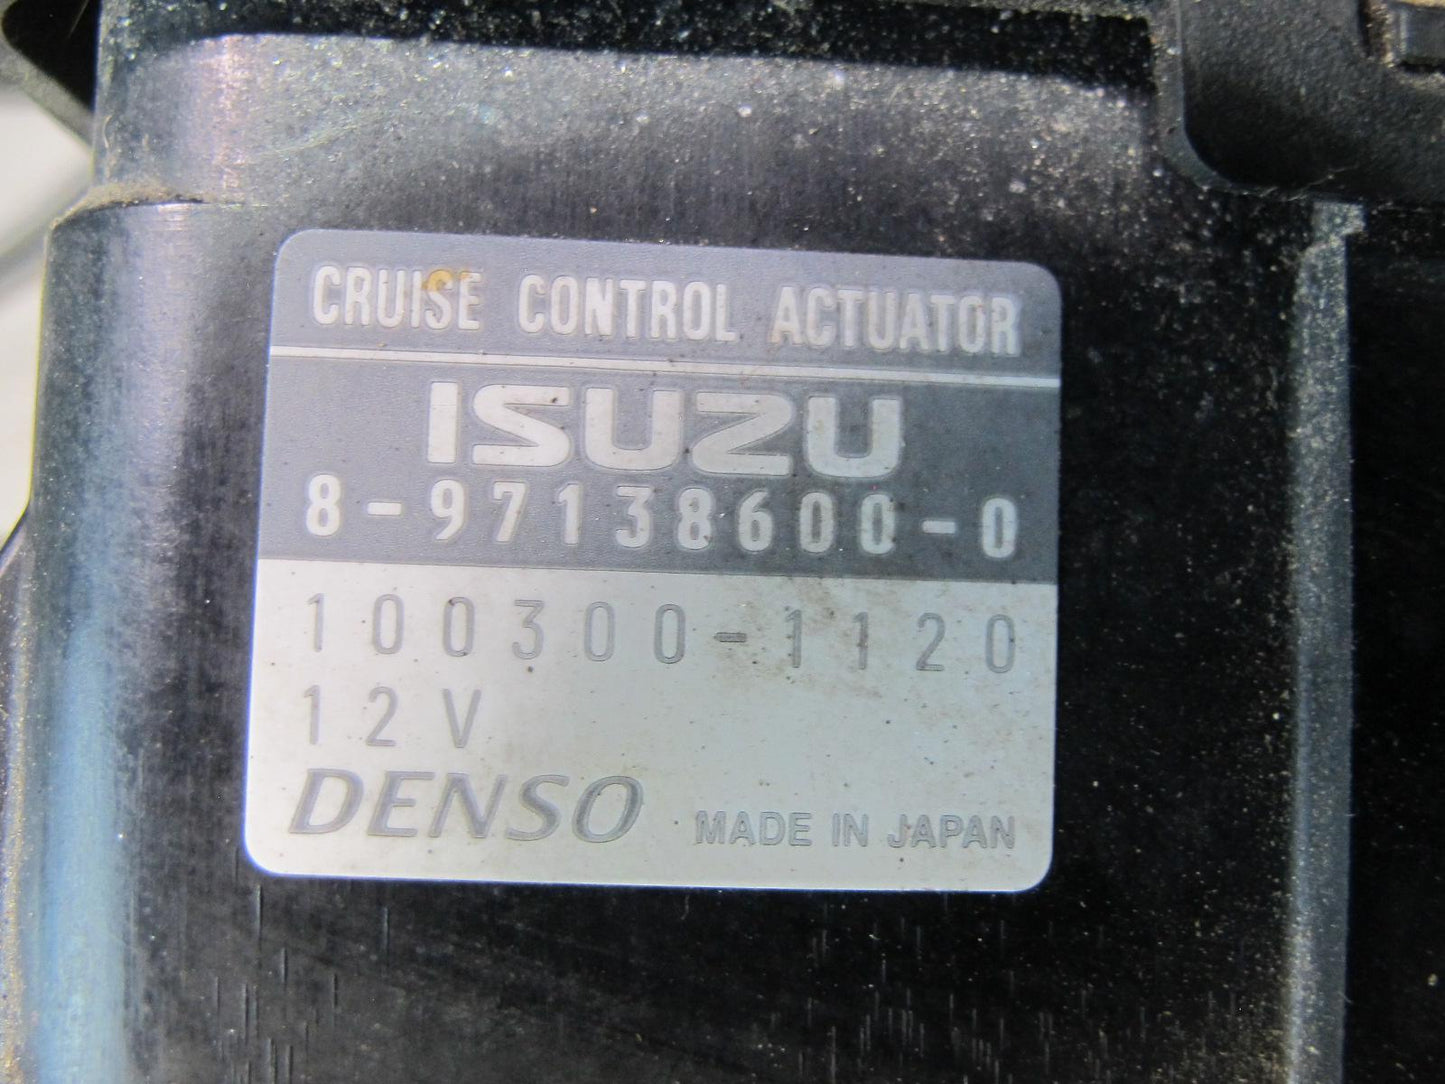 CRUISE CONTROL ACTUATOR
ISUZU
8-97138600-0
100300-1120
12V
DENSO MADE IN JAPAN